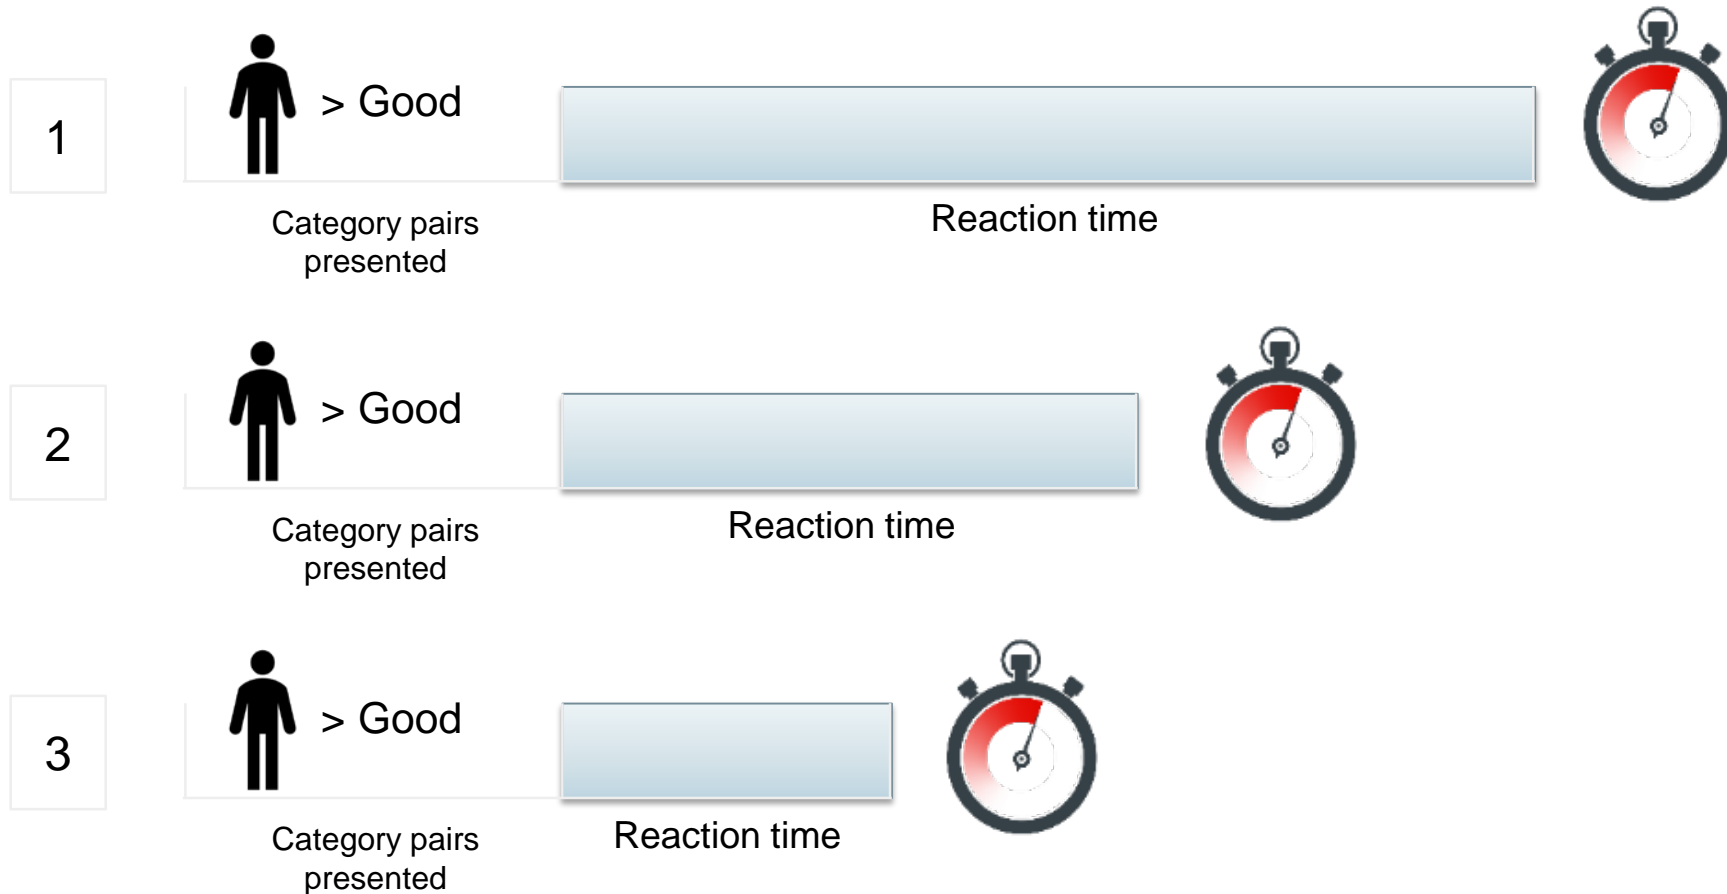 1
> Good
Category pairs
presented
Reaction time
2
> Good
Category pairs
presented
Reaction time
3
> Good
Category pairs
presented
Reaction time